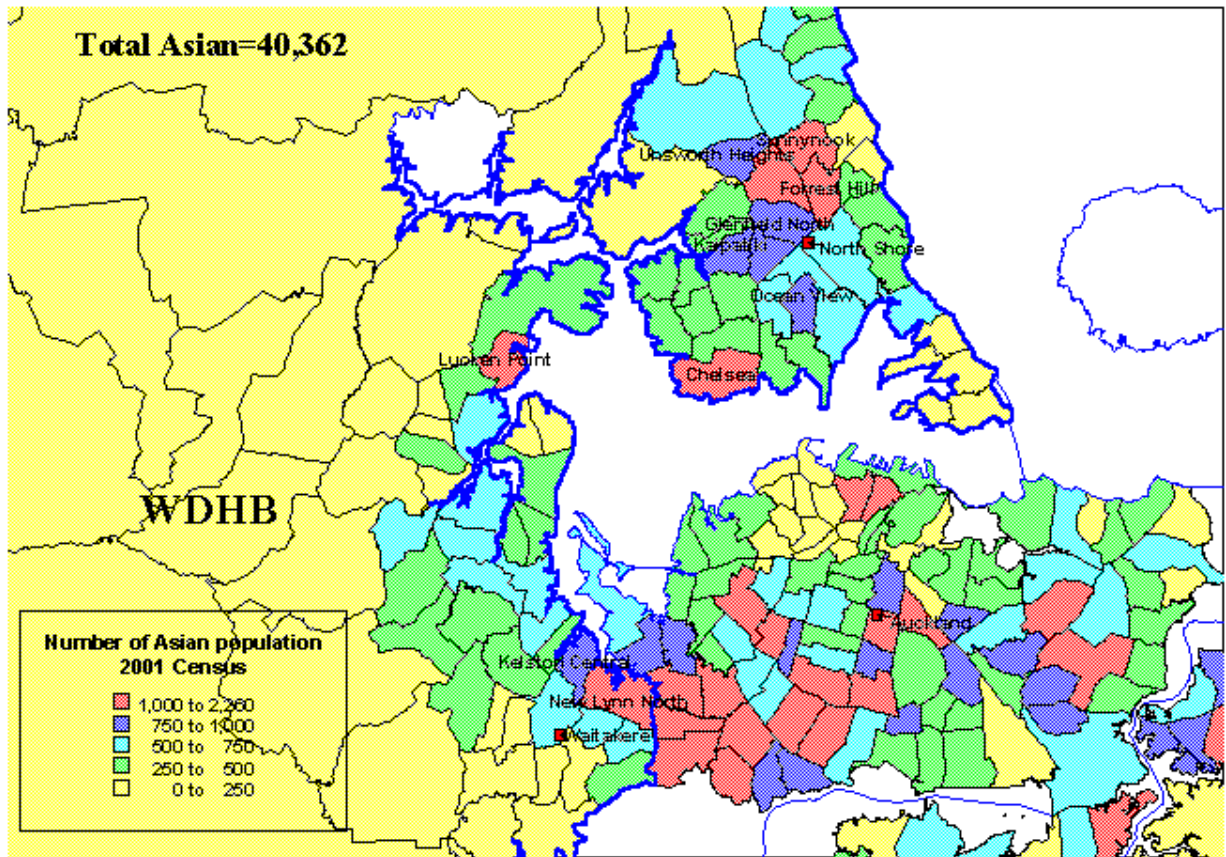 Total Asian=40,362
Sunnynook
Unsworth Heights
Forrest Hill
Glenfield North
Kaipatiki
North Shore
Ocean View
Lucken Point
Chelsea
WDHB
Number of Asian population
2001 Census
1,000 to 2,260
750 to 1,000
500 to 750
250 to 500
0 to 250
Auckland
Kelston Central
New Lynn North
Waitakere